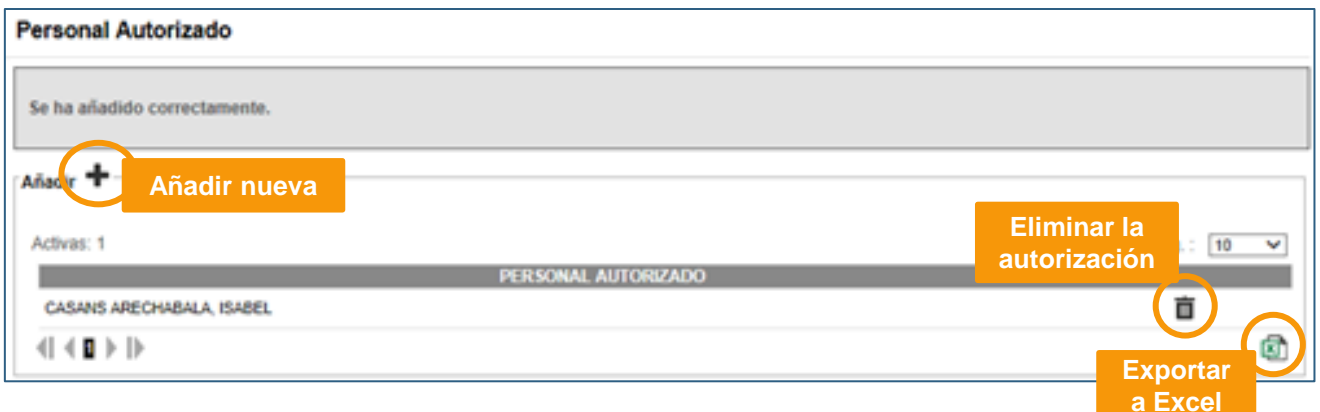 Personal Autorizado
Se ha añadido correctamente.
Añadir
Añadir nueva
Activas: 1
Eliminar la
autorización
10
PERSONAL AUTORIZADO
CASANS ARECHABALA, ISABEL
1
Exportar
a Excel